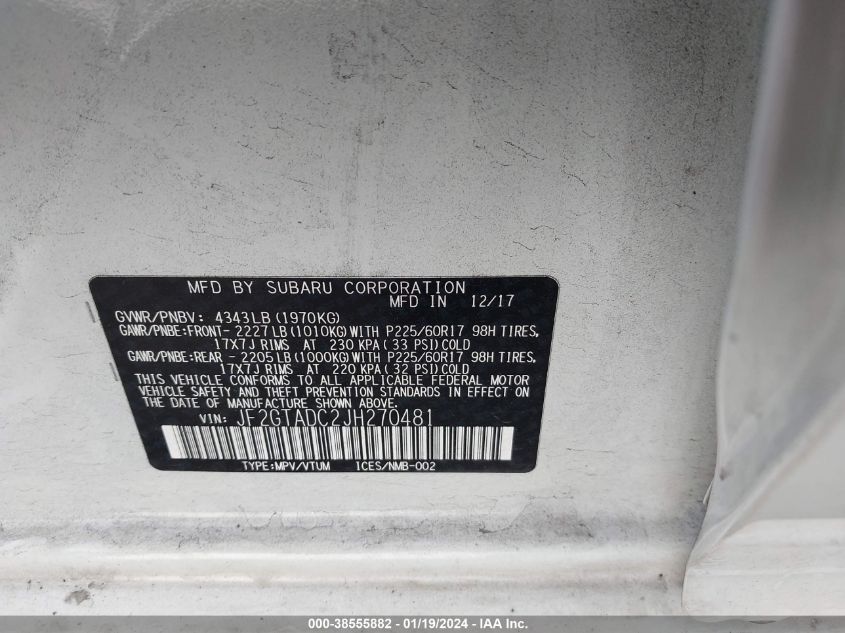 MFD BY SUBARU CORPORATION
MFD IN 12/17
GVWR/PNBV: 4343LB(1970KG)
GAWR/PNBE:FRONT- 2227LB(1010KG)WITH P225/60R17 98H TIRES,
17X7J RIMS AT 230 KPA(33 PSI)COLD
GAWR/PNBE:REAR - 2205LB(1000KG)WITH P225/60R17 98H TIRES,
17X7J RIMS AT 220 KPA(32 PSI)COLD
THIS VEHICLE CONFORMS TO ALL APPLICABLE FEDERAL MOTOR
VEHICLE SAFETY AND THEFT PREVENTION STANDARDS IN EFFECT ON
THE DATE OF MANUFACTURE SHOWN ABOVE.
VIN: JF2GTADC2JH270481
TYPE:MPV/VTUM ICES/NMB-002
000-38555882 - 01/19/2024 - IAA Inc.